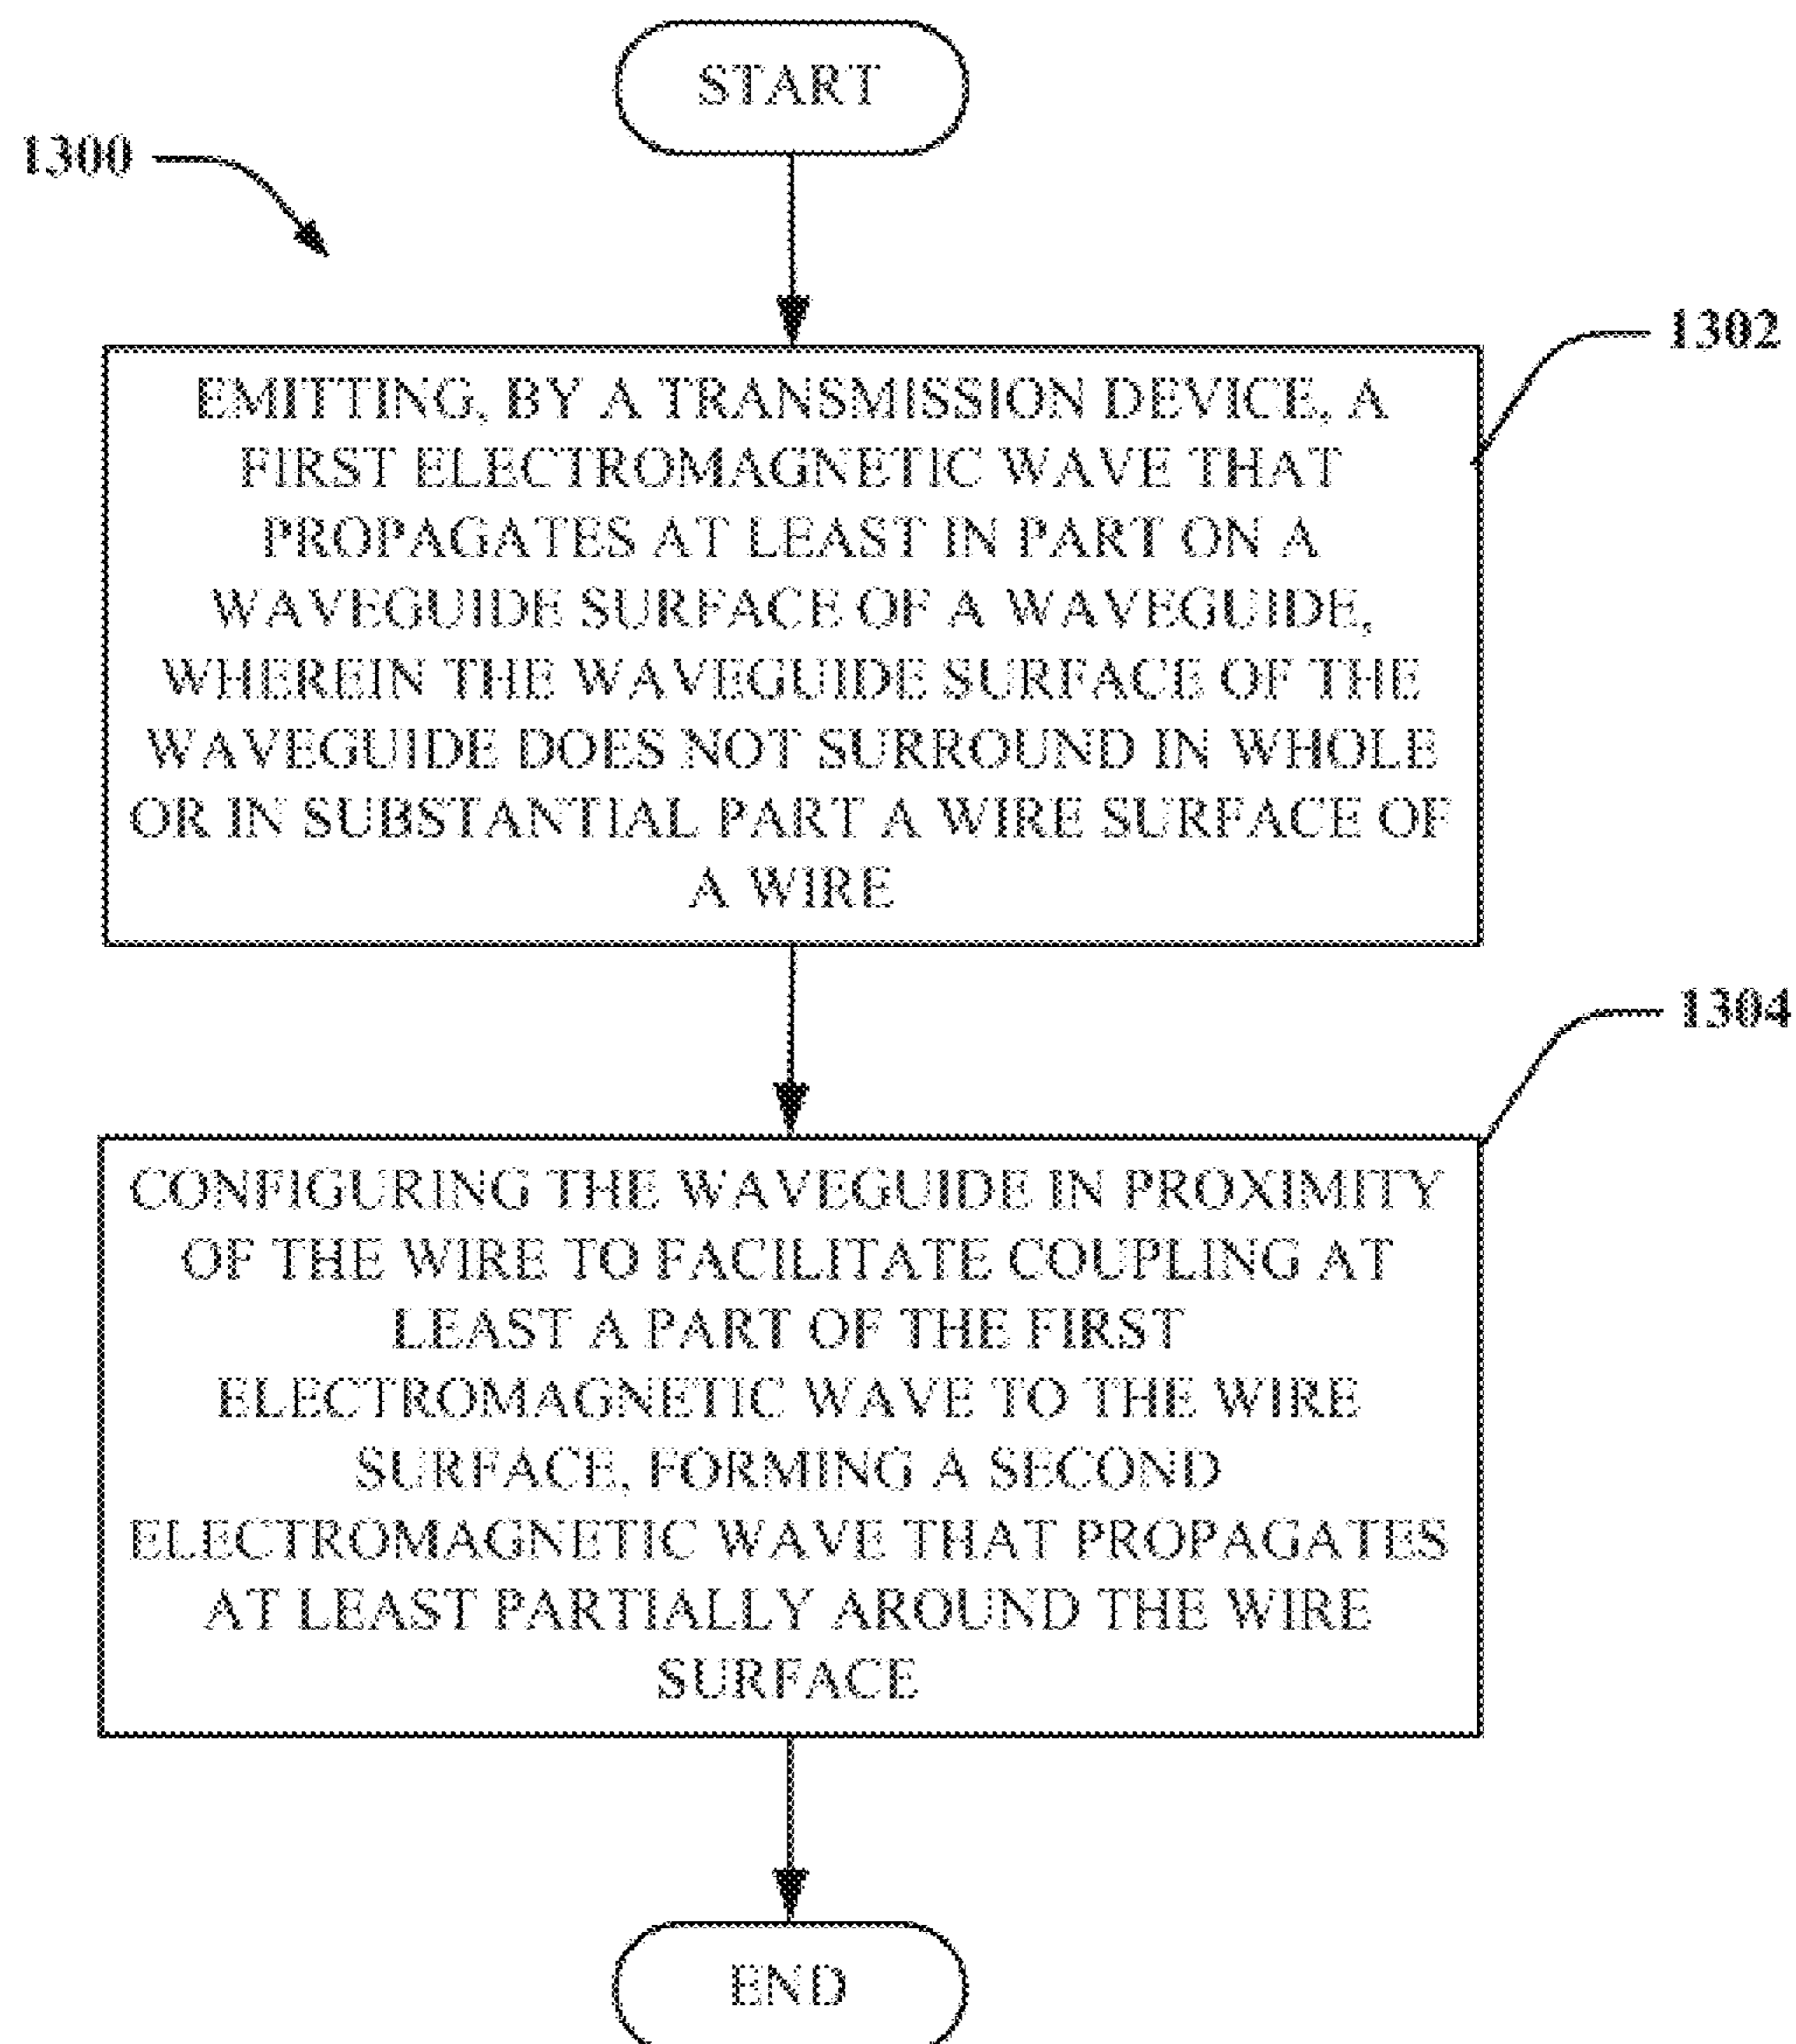 START
1300
1302
EMITTING, BY A TRANSMISSION DEVICE, A
FIRST ELECTROMAGNETIC WAVE THAT
PROPAGATES AT LEAST IN PART ON A
WAVEGUIDE SURFACE OF A WAVEGUIDE,
WHEREIN THE WAVEGUIDE SURFACE OF THE
WAVEGUIDE DOES NOT SURROUND IN WHOLE
OR IN SUBSTANTIAL PART A WIRE SURFACE OF
A WIRE
1304
CONFIGURING THE WAVEGUIDE IN PROXIMITY
OF THE WIRE TO FACILITATE COUPLING AT
LEAST A PART OF THE FIRST
ELECTROMAGNETIC WAVE TO THE WIRE
SURFACE, FORMING A SECOND
ELECTROMAGNETIC WAVE THAT PROPAGATES
AT LEAST PARTIALLY AROUND THE WIRE
SURFACE
END